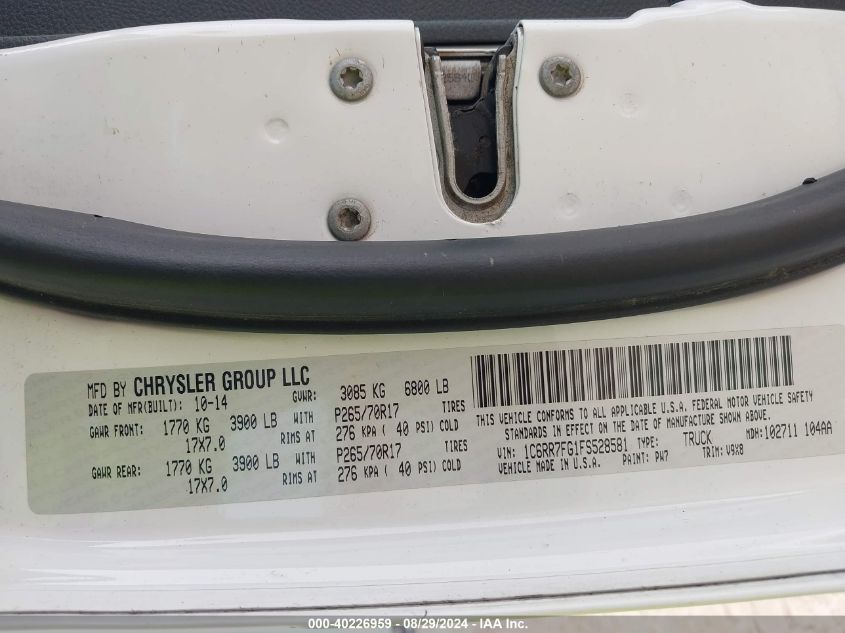 MFD BY CHRYSLER GROUP LLC
DATE OF MFR(BUILT): 10-14 GVWR: 3085 KG 6800 LB
GAWR FRONT: 1770 KG 3900 LB WITH P265/70R17 TIRES
17X7.0 RIMS AT 276 KPA ( 40 PSI) COLD
GAWR REAR: 1770 KG 3900 LB WITH P265/70R17 TIRES
17X7.0 RIMS AT 276 KPA ( 40 PSI) COLD
THIS VEHICLE CONFORMS TO ALL APPLICABLE U.S.A. FEDERAL MOTOR VEHICLE SAFETY
STANDARDS IN EFFECT ON THE DATE OF MANUFACTURE SHOWN ABOVE.
VIN: 1C6RR7FG1FS528581 TYPE: TRUCK MDH: 102711 104AA
VEHICLE MADE IN U.S.A. PAINT: PW7 TRIM: V9X8
000-40226959 - 08/29/2024 - IAA Inc.